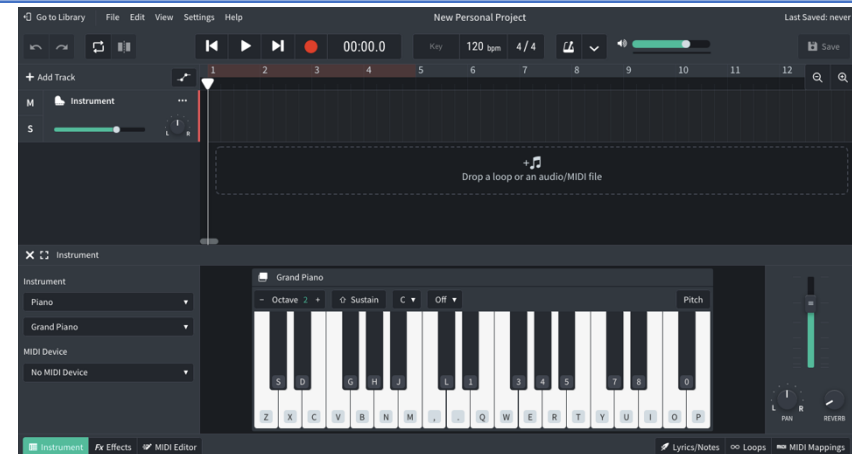 Go to Library File Edit View Settings Help New Personal Project Last Saved: never
00:00.0 Key 120 bpm 4 / 4 Save
+ Add Track 1 2 3 4 5 6 7 8 9 10 11 12
M Instrument ...
S L R
+
Drop a loop or an audio/MIDI file
Instrument
Instrument
Piano
Grand Piano
MIDI Device
No MIDI Device
Grand Piano
- Octave 2 + Sustain C Off Pitch
S D G H J L 1 3 4 5 7 8 0
Z X C V B N M , . Q W E R T Y U I O P
L R
PAN REVERB
Instrument Fx Effects MIDI Editor Lyrics/Notes Loops MIDI Mappings